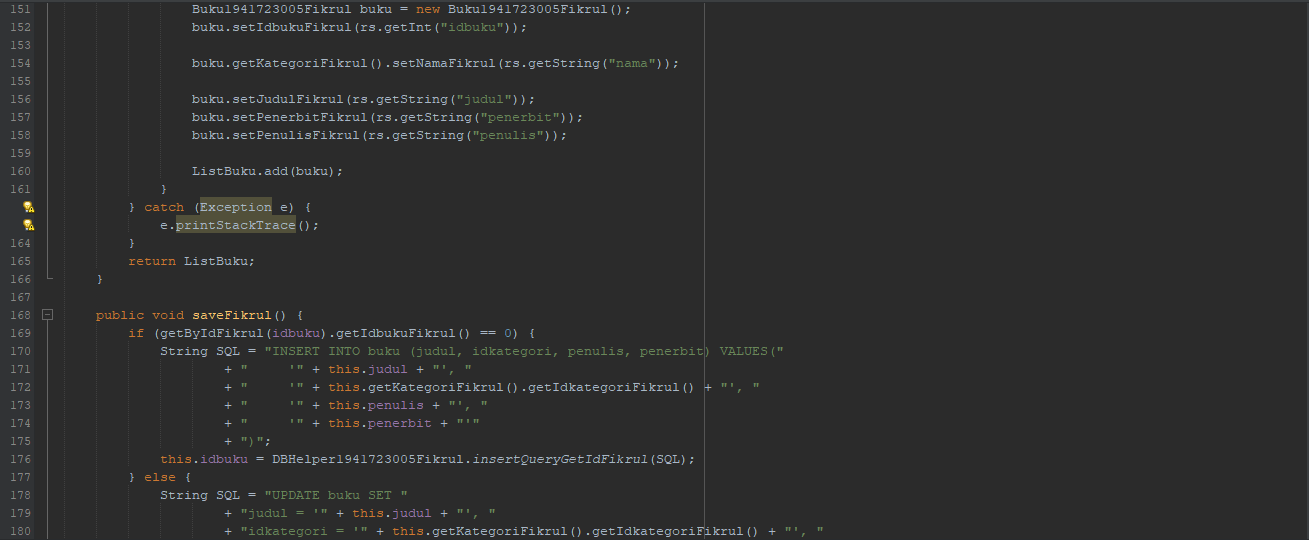 151 Buku1941723005Fikrul buku = new Buku1941723005Fikrul();
152 buku.setIdbukuFikrul(rs.getInt("idbuku"));
153
154 buku.getKategoriFikrul().setNamaFikrul(rs.getString("nama"));
155
156 buku.setJudulFikrul(rs.getString("judul"));
157 buku.setPenerbitFikrul(rs.getString("penerbit"));
158 buku.setPenulisFikrul(rs.getString("penulis"));
159
160 ListBuku.add(buku);
161 }
} catch (Exception e) {
e.printStackTrace();
164 }
165 return ListBuku;
166 }
167
168 public void saveFikrul() {
169 if (getByIdFikrul(idbuku).getIdbukuFikrul() == 0) {
170 String SQL = "INSERT INTO buku (judul, idkategori, penulis, penerbit) VALUES("
171 + "     '" + this.judul + "', "
172 + "     '" + this.getKategoriFikrul().getIdkategoriFikrul() + "', "
173 + "     '" + this.penulis + "', "
174 + "     '" + this.penerbit + "'"
175 + ")";
176 this.idbuku = DBHelper1941723005Fikrul.insertQueryGetIdFikrul(SQL);
177 } else {
178 String SQL = "UPDATE buku SET "
179 + "judul = '" + this.judul + "', "
180 + "idkategori = '" + this.getKategoriFikrul().getIdkategoriFikrul() + "', "